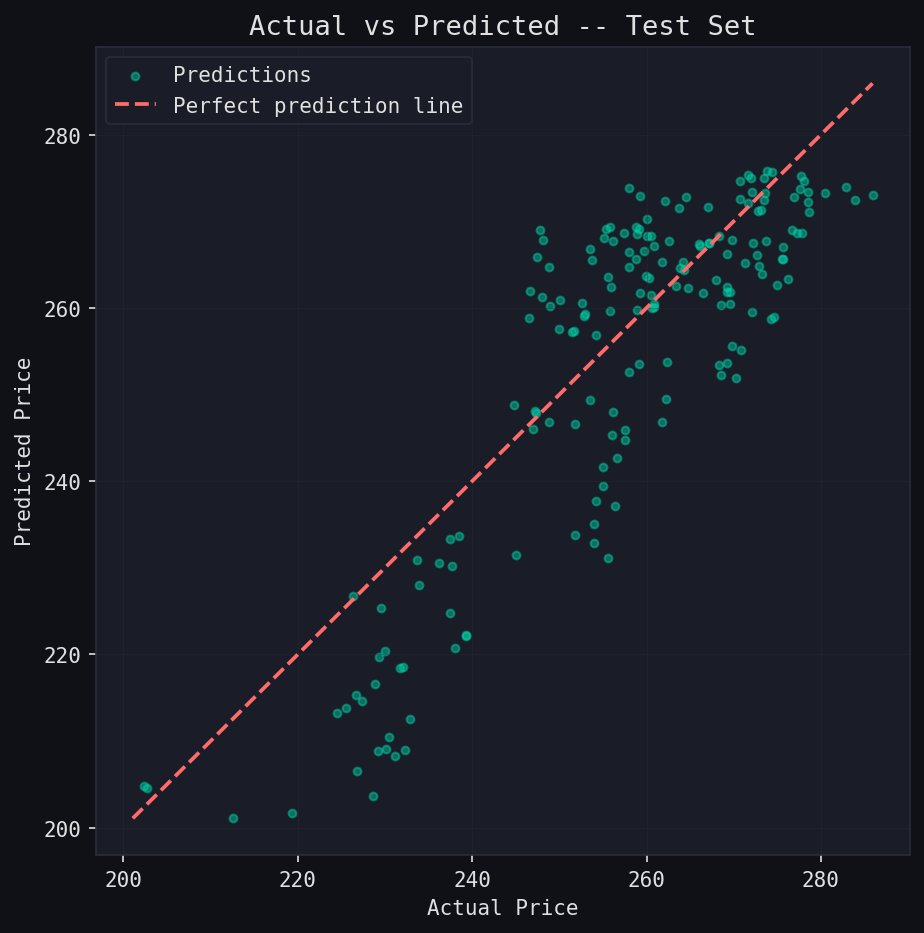 Actual vs Predicted -- Test Set
Predictions
Perfect prediction line
Predicted Price
280
260
240
220
200
200 220 240 260 280
Actual Price